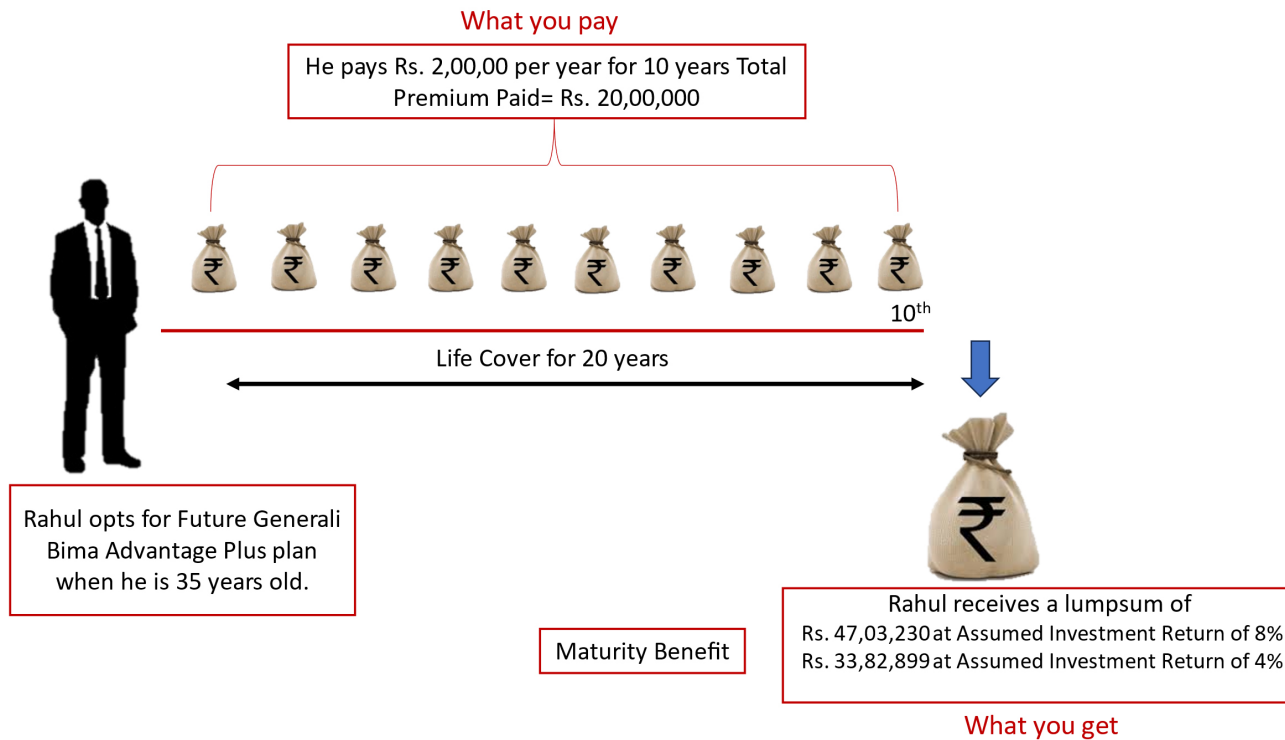 What you pay
He pays Rs. 2,00,00 per year for 10 years Total
Premium Paid= Rs. 20,00,000
₹ ₹ ₹ ₹ ₹ ₹ ₹ ₹ ₹ ₹
10th
Life Cover for 20 years
₹
Rahul opts for Future Generali
Bima Advantage Plus plan
when he is 35 years old.
Maturity Benefit
Rahul receives a lumpsum of
Rs. 47,03,230 at Assumed Investment Return of 8%
Rs. 33,82,899 at Assumed Investment Return of 4%
What you get